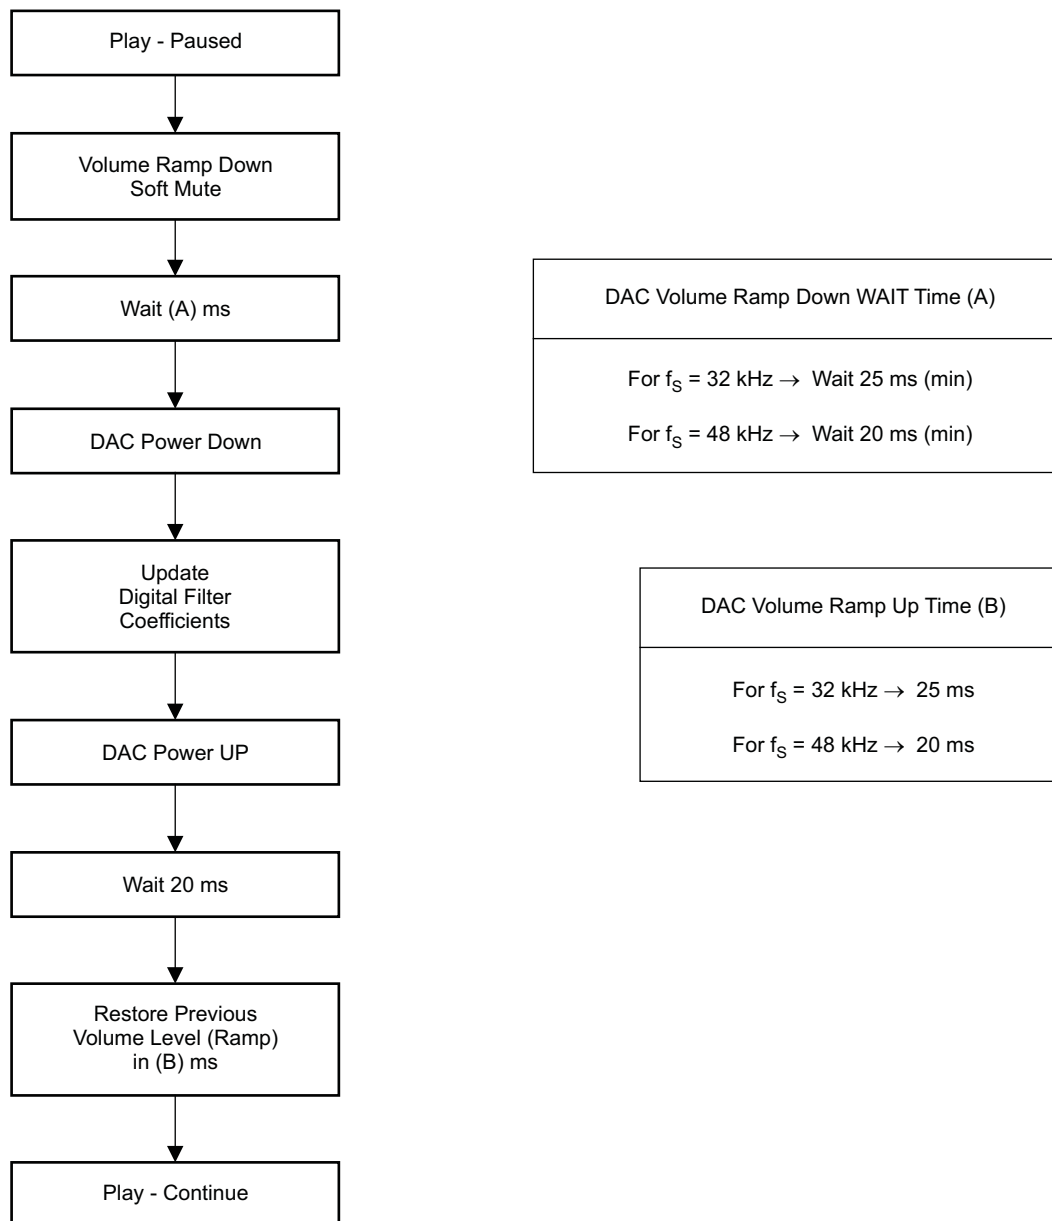 Play - Paused
Volume Ramp Down
Soft Mute
Wait (A) ms
DAC Power Down
Update
Digital Filter
Coefficients
DAC Power UP
Wait 20 ms
Restore Previous
Volume Level (Ramp)
in (B) ms
Play - Continue
DAC Volume Ramp Down WAIT Time (A)
For fS = 32 kHz → Wait 25 ms (min)
For fS = 48 kHz → Wait 20 ms (min)
DAC Volume Ramp Up Time (B)
For fS = 32 kHz → 25 ms
For fS = 48 kHz → 20 ms